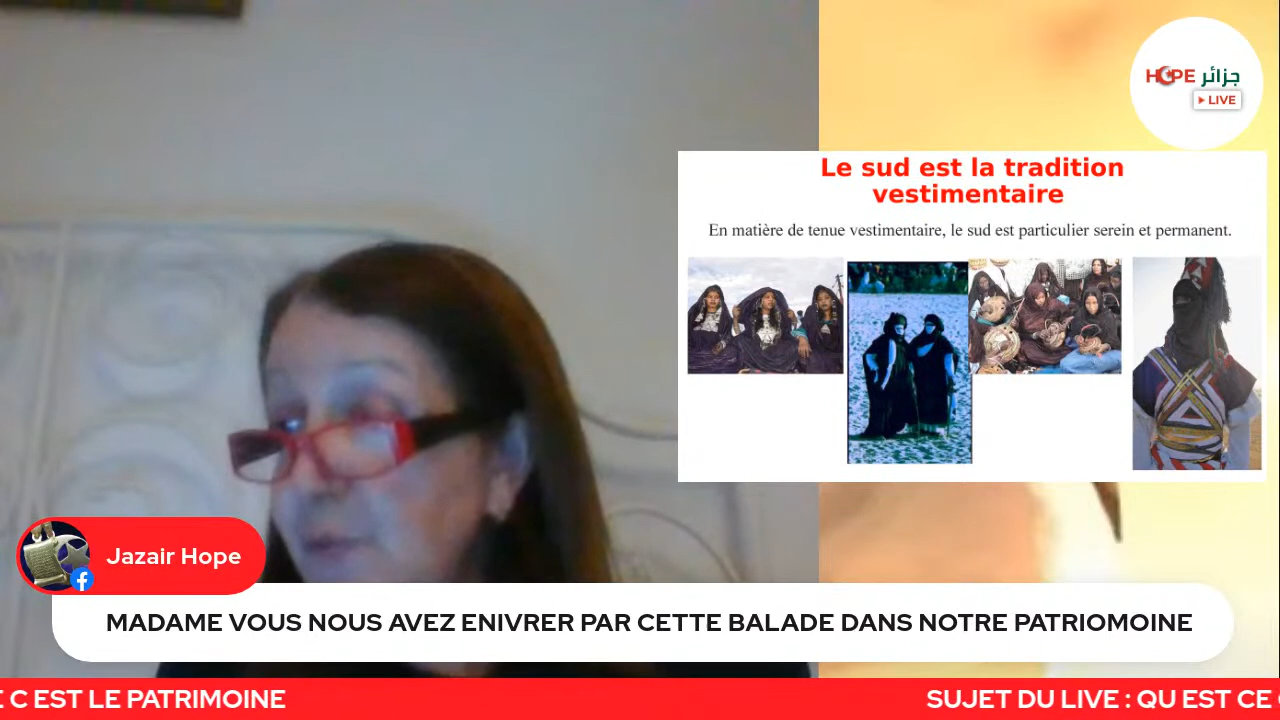 HOPE جزائر
LIVE
Le sud est la tradition
vestimentaire
En matière de tenue vestimentaire, le sud est particulier serein et permanent.
Jazair Hope
MADAME VOUS NOUS AVEZ ENIVRER PAR CETTE BALADE DANS NOTRE PATRIOMOINE
E C EST LE PATRIMOINE SUJET DU LIVE : QU EST CE